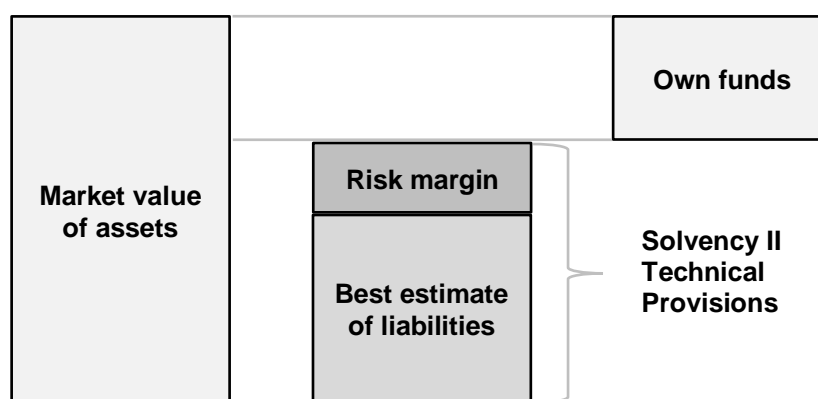 Own funds
Risk margin
Market value
of assets
Solvency II
Technical
Provisions
Best estimate
of liabilities